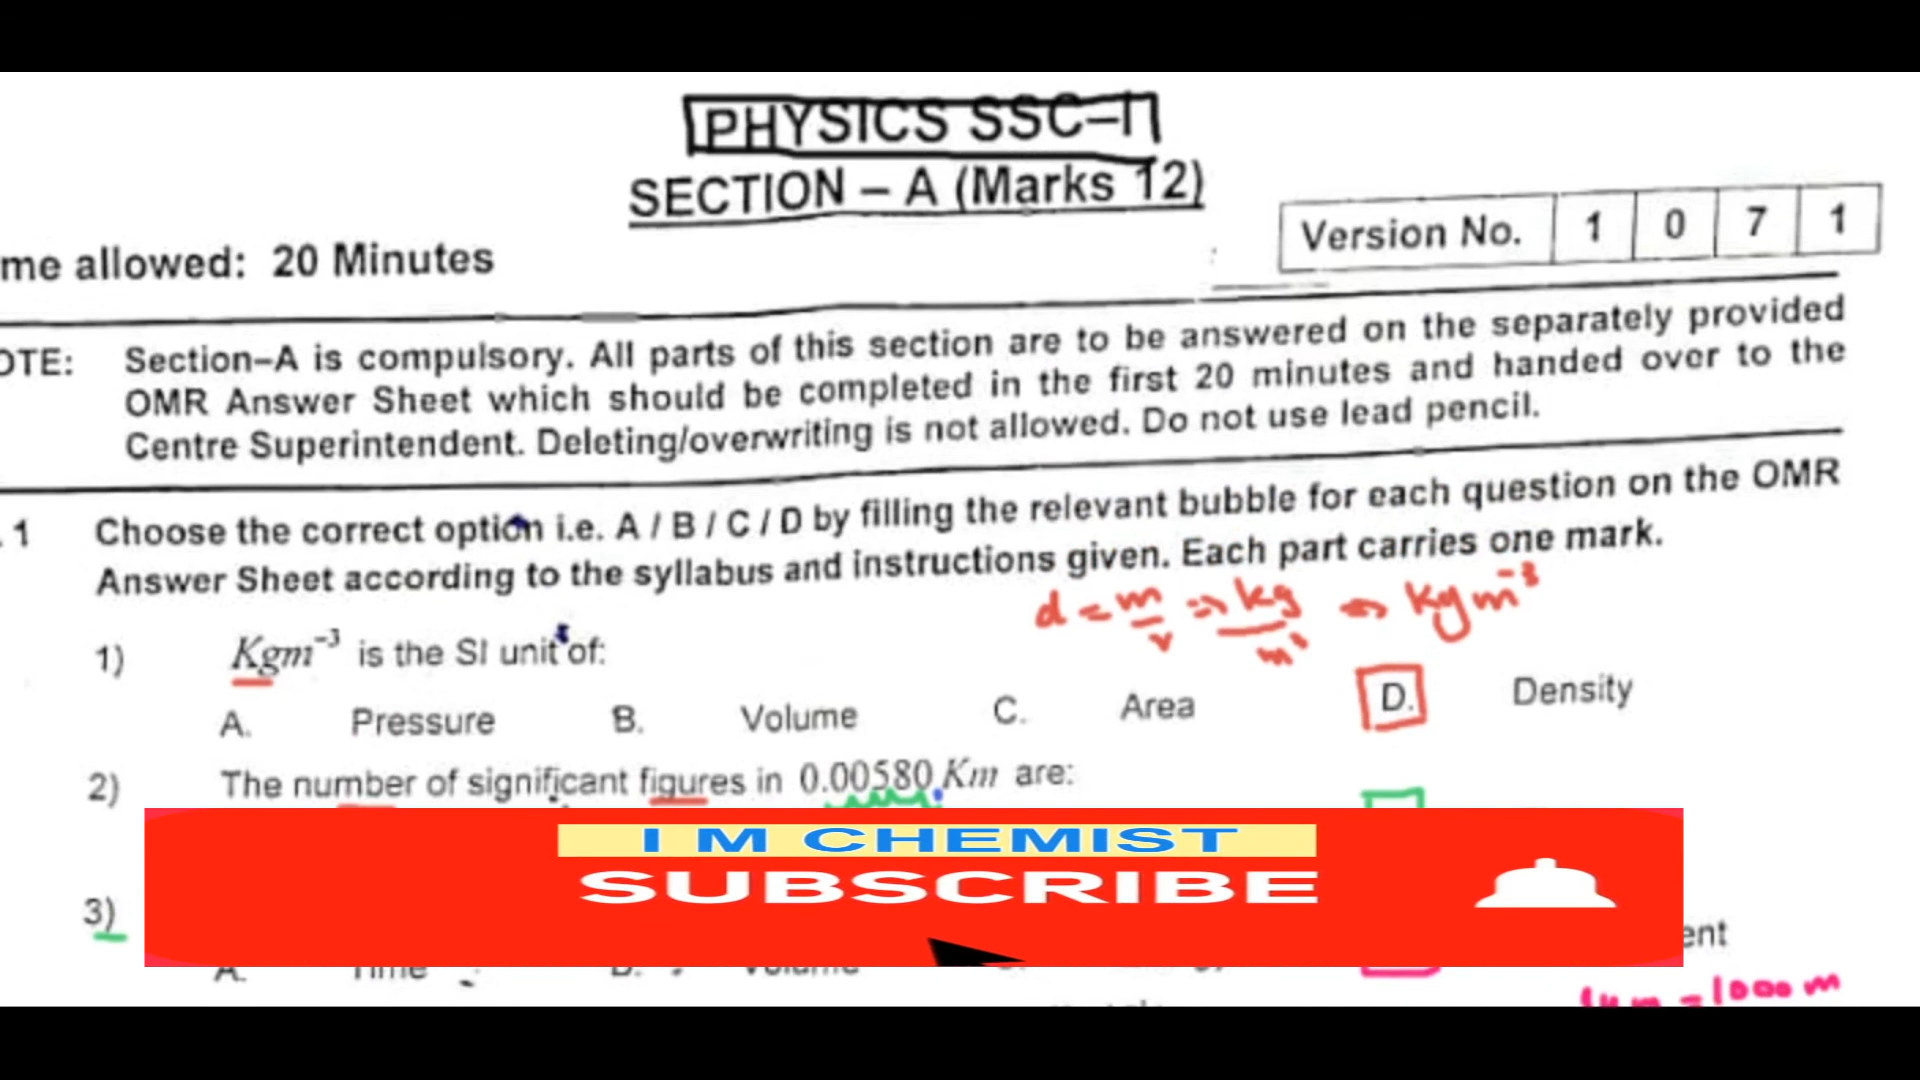 PHYSICS SSC–I
SECTION – A (Marks 12)
Version No. 1 0 7 1
me allowed: 20 Minutes
OTE: Section–A is compulsory. All parts of this section are to be answered on the separately provided
OMR Answer Sheet which should be completed in the first 20 minutes and handed over to the
Centre Superintendent. Deleting/overwriting is not allowed. Do not use lead pencil.
. 1 Choose the correct option i.e. A / B / C / D by filling the relevant bubble for each question on the OMR
Answer Sheet according to the syllabus and instructions given. Each part carries one mark.
d = m/v ⇒ kg/m³ ⇒ kgm⁻³
1) Kgm⁻³ is the SI unit of:
A. Pressure B. Volume C. Area D. Density
2) The number of significant figures in 0.00580 Km are:
I M CHEMIST
SUBSCRIBE
3) ent
A. Time B. Volume
1km = 1000 m